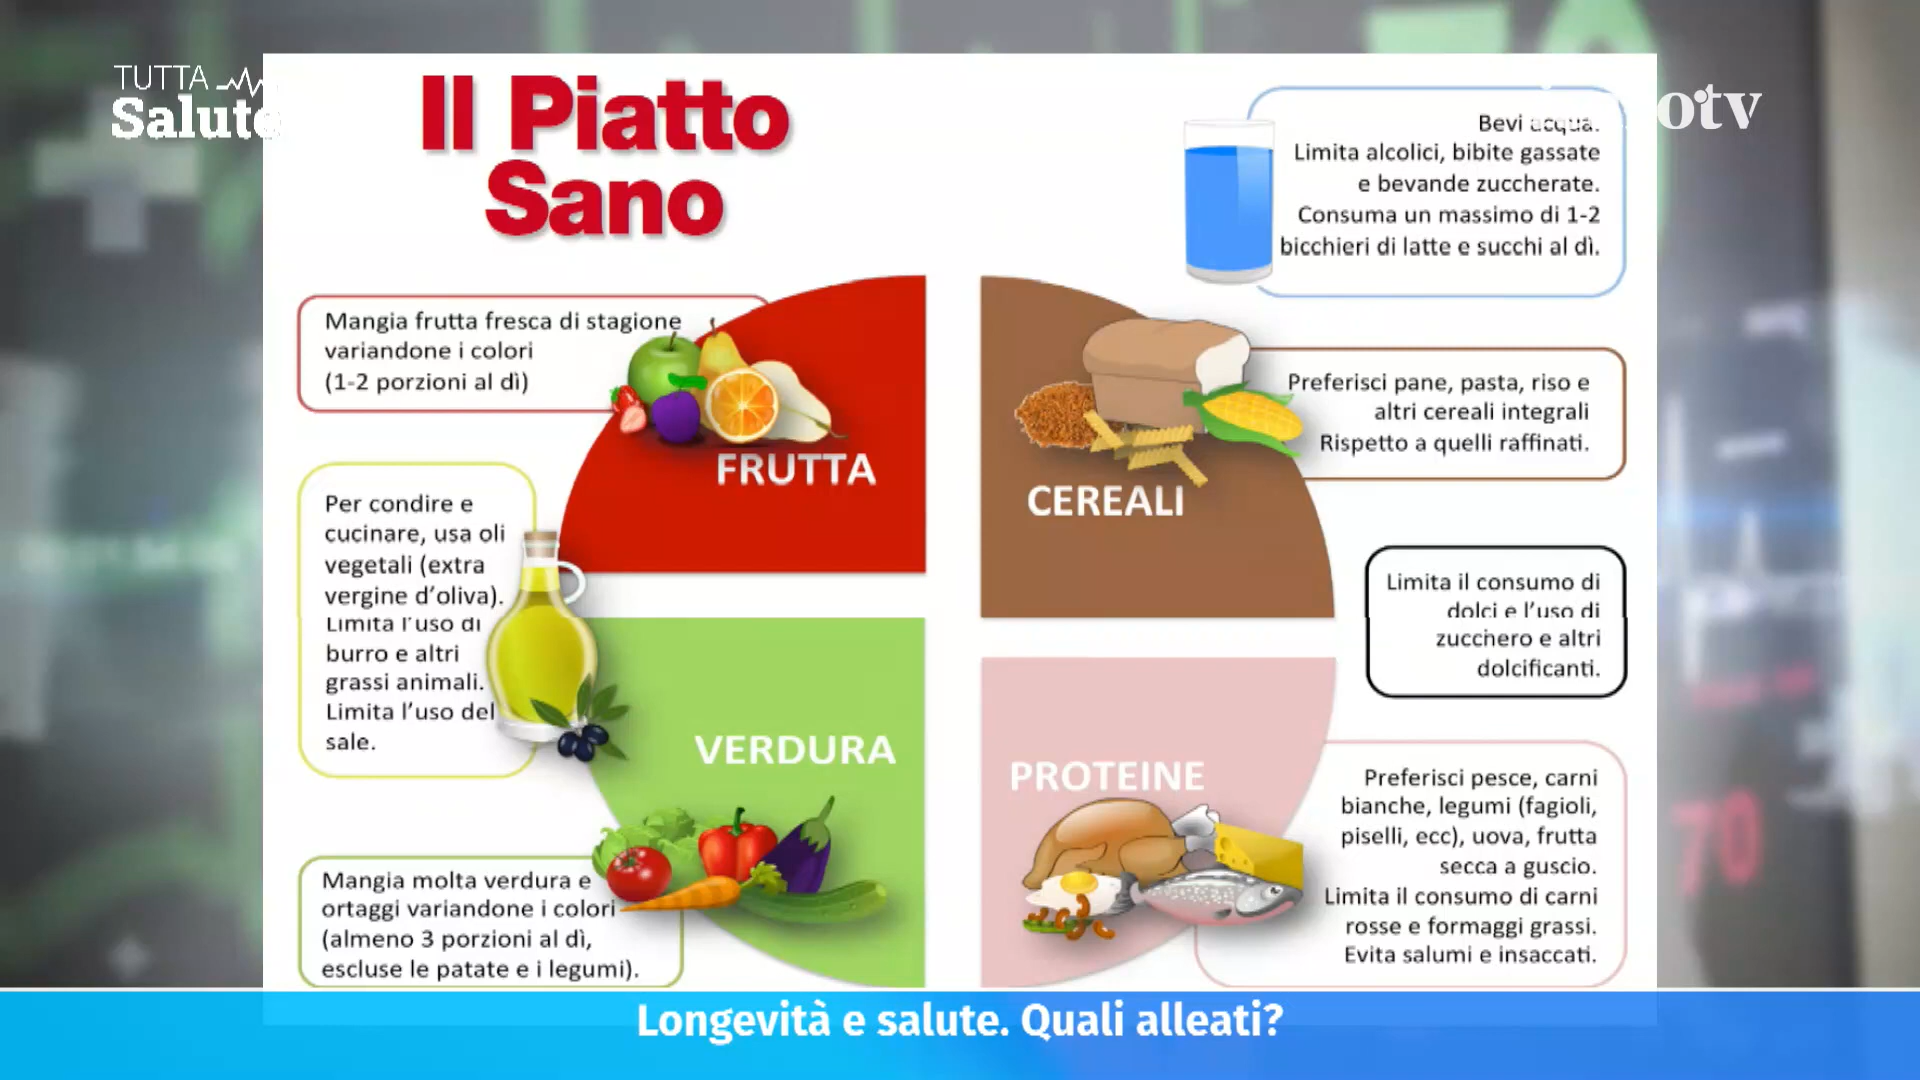 TUTTA
Salute
otv
Il Piatto
Sano
Bevi acqua.
Limita alcolici, bibite gassate
e bevande zuccherate.
Consuma un massimo di 1-2
bicchieri di latte e succhi al dì.
Mangia frutta fresca di stagione
variandone i colori
(1-2 porzioni al dì)
FRUTTA
Preferisci pane, pasta, riso e
altri cereali integrali
Rispetto a quelli raffinati.
CEREALI
Per condire e
cucinare, usa oli
vegetali (extra
vergine d'oliva).
Limita l'uso di
burro e altri
grassi animali.
Limita l'uso del
sale.
Limita il consumo di
dolci e l'uso di
zucchero e altri
dolcificanti.
VERDURA
Mangia molta verdura e
ortaggi variandone i colori
(almeno 3 porzioni al dì,
escluse le patate e i legumi).
PROTEINE
Preferisci pesce, carni
bianche, legumi (fagioli,
piselli, ecc), uova, frutta
secca a guscio.
Limita il consumo di carni
rosse e formaggi grassi.
Evita salumi e insaccati.
70
Longevità e salute. Quali alleati?